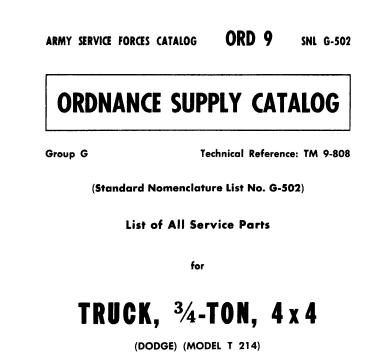 ARMY SERVICE FORCES CATALOG ORD 9 SNL G-502
ORDNANCE SUPPLY CATALOG
Group G Technical Reference: TM 9-808
(Standard Nomenclature List No. G-502)
List of All Service Parts
for
TRUCK, ¾-TON, 4x4
(DODGE) (MODEL T 214)